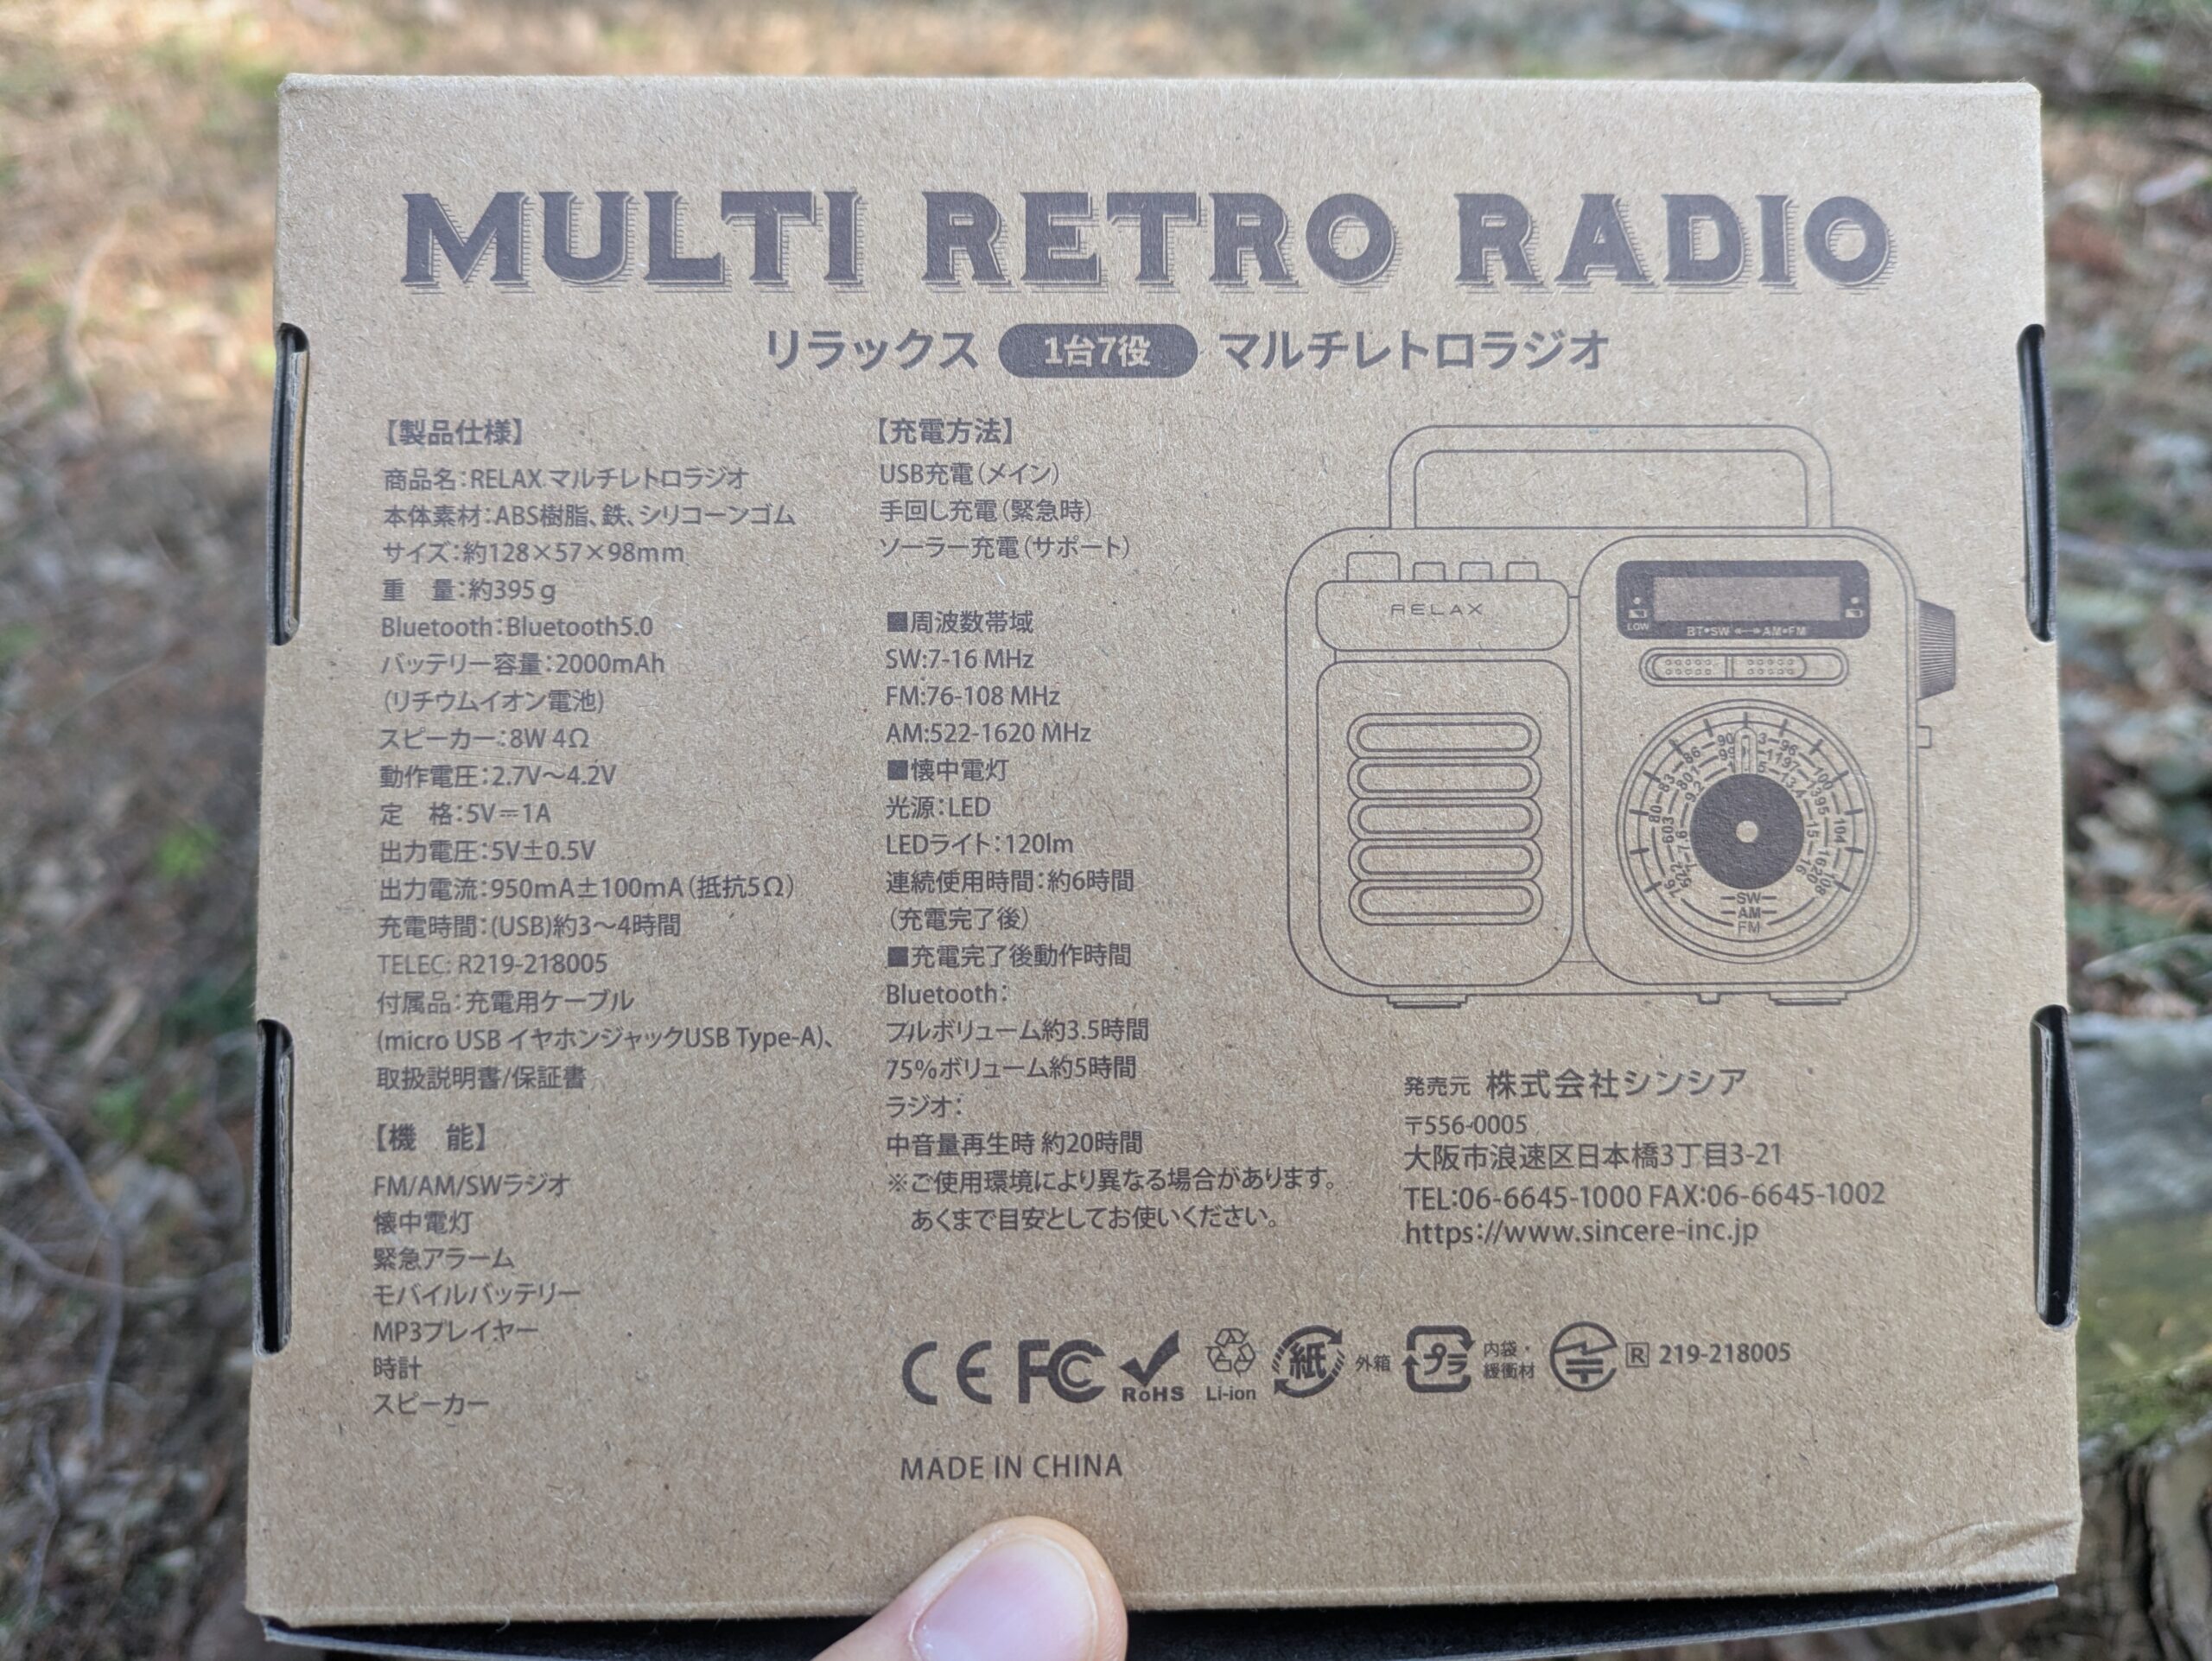 MULTI RETRO RADIO
リラックス 1台7役 マルチレトロラジオ
【製品仕様】
商品名：RELAX マルチレトロラジオ
本体素材：ABS樹脂、鉄、シリコーンゴム
サイズ：約128×57×98mm
重　量：約395g
Bluetooth：Bluetooth5.0
バッテリー容量：2000mAh
(リチウムイオン電池)
スピーカー：8W 4Ω
動作電圧：2.7V～4.2V
定　格：5V＝1A
出力電圧：5V±0.5V
出力電流：950mA±100mA（抵抗5Ω）
充電時間：(USB)約3～4時間
TELEC: R219-218005
付属品：充電用ケーブル
(micro USB イヤホンジャックUSB Type-A)、
取扱説明書/保証書
【機　能】
FM/AM/SWラジオ
懐中電灯
緊急アラーム
モバイルバッテリー
MP3プレイヤー
時計
スピーカー
【充電方法】
USB充電（メイン）
手回し充電（緊急時）
ソーラー充電（サポート）
■周波数帯域
SW:7-16 MHz
FM:76-108 MHz
AM:522-1620 MHz
■懐中電灯
光源：LED
LEDライト：120lm
連続使用時間：約6時間
（充電完了後）
■充電完了後動作時間
Bluetooth：
フルボリューム約3.5時間
75%ボリューム約5時間
ラジオ：
中音量再生時 約20時間
※ご使用環境により異なる場合があります。
あくまで目安としてお使いください。
RELAX
LOW
BT•SW ←→ AM•FM
SW
AM
FM
発売元 株式会社シンシア
〒556-0005
大阪市浪速区日本橋3丁目3-21
TEL:06-6645-1000 FAX:06-6645-1002
https://www.sincere-inc.jp
CE FC RoHS Li-ion 紙 外箱 プラ 内袋・緩衝材 R 219-218005
MADE IN CHINA